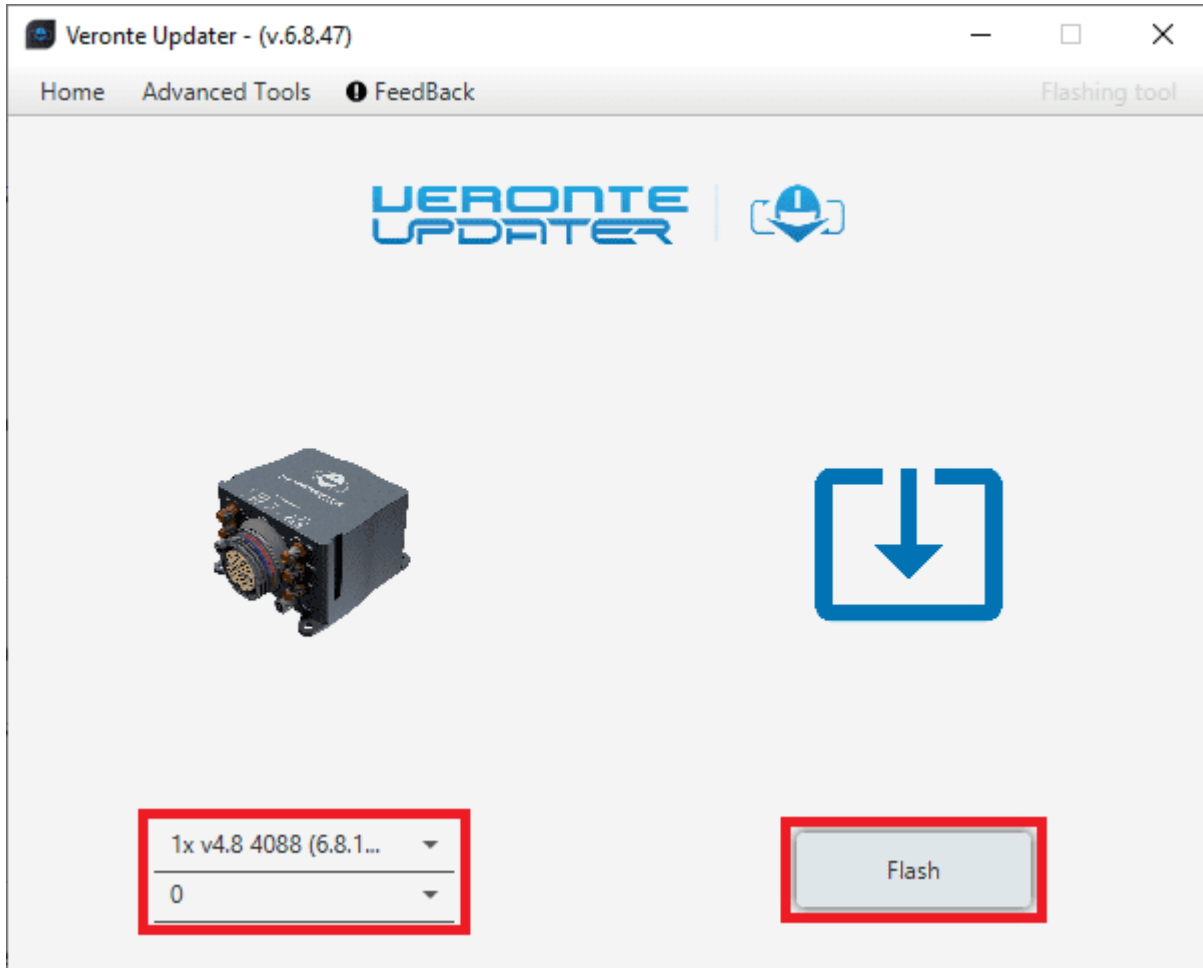 Veronte Updater - (v.6.8.47)
Home Advanced Tools FeedBack Flashing tool
VERONTE
UPDATER
1x v4.8 4088 (6.8.1...
0
Flash